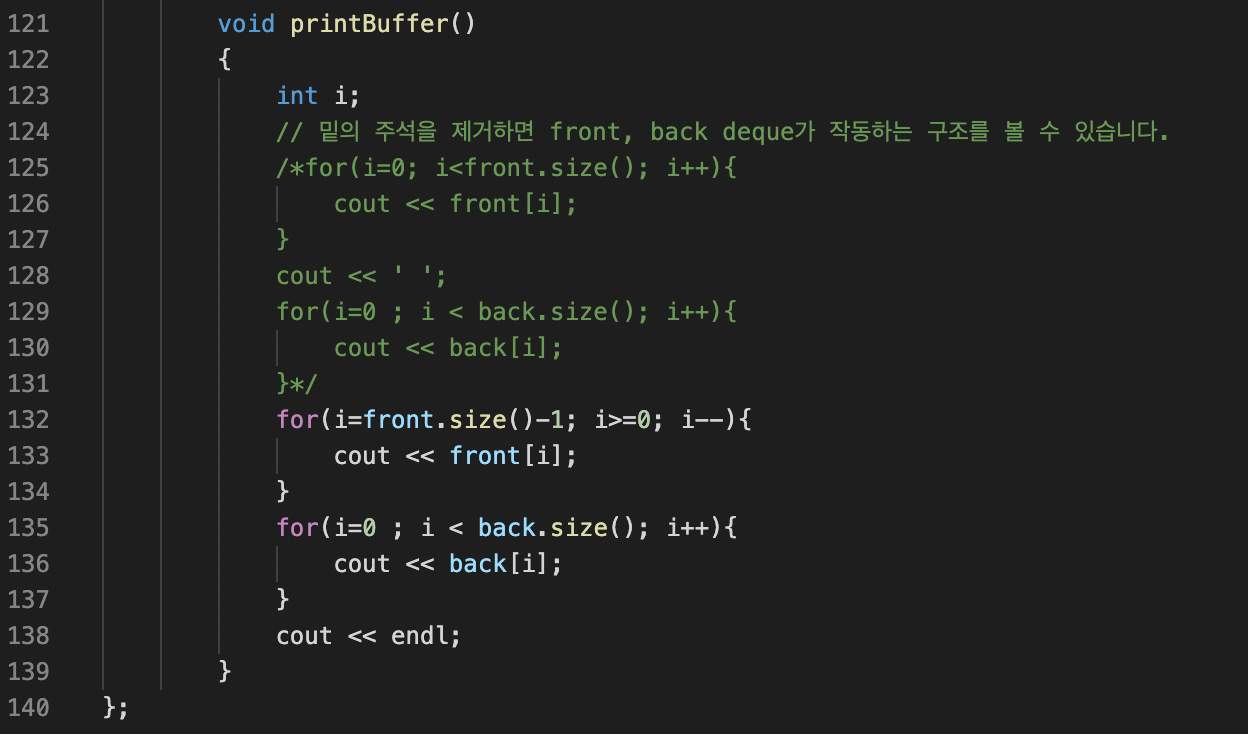 121 void printBuffer()
122 {
123 int i;
124 // 밑의 주석을 제거하면 front, back deque가 작동하는 구조를 볼 수 있습니다.
125 /*for(i=0; i<front.size(); i++){
126 cout << front[i];
127 }
128 cout << ' ';
129 for(i=0 ; i < back.size(); i++){
130 cout << back[i];
131 }*/
132 for(i=front.size()-1; i>=0; i--){
133 cout << front[i];
134 }
135 for(i=0 ; i < back.size(); i++){
136 cout << back[i];
137 }
138 cout << endl;
139 }
140 };